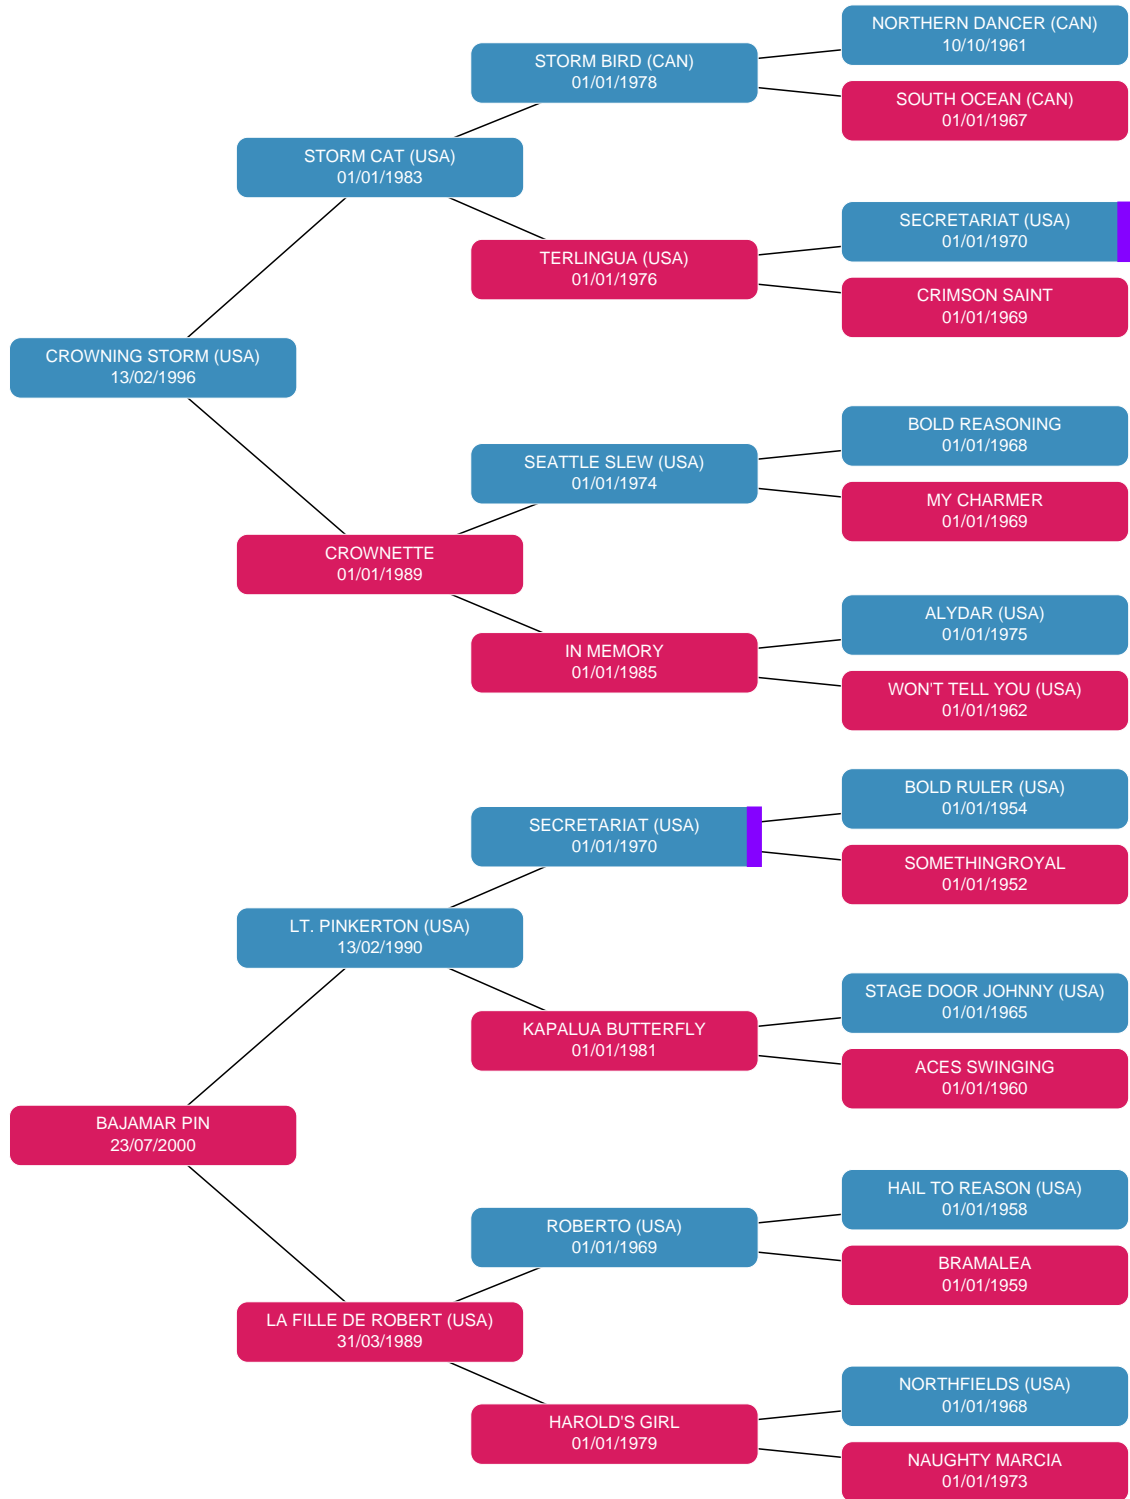 NORTHERN DANCER (CAN)
10/10/1961
STORM BIRD (CAN)
01/01/1978
SOUTH OCEAN (CAN)
01/01/1967
STORM CAT (USA)
01/01/1983
SECRETARIAT (USA)
01/01/1970
TERLINGUA (USA)
01/01/1976
CRIMSON SAINT
01/01/1969
CROWNING STORM (USA)
13/02/1996
BOLD REASONING
01/01/1968
SEATTLE SLEW (USA)
01/01/1974
MY CHARMER
01/01/1969
CROWNETTE
01/01/1989
ALYDAR (USA)
01/01/1975
IN MEMORY
01/01/1985
WON'T TELL YOU (USA)
01/01/1962
BOLD RULER (USA)
01/01/1954
SECRETARIAT (USA)
01/01/1970
SOMETHINGROYAL
01/01/1952
LT. PINKERTON (USA)
13/02/1990
STAGE DOOR JOHNNY (USA)
01/01/1965
KAPALUA BUTTERFLY
01/01/1981
ACES SWINGING
01/01/1960
BAJAMAR PIN
23/07/2000
HAIL TO REASON (USA)
01/01/1958
ROBERTO (USA)
01/01/1969
BRAMALEA
01/01/1959
LA FILLE DE ROBERT (USA)
31/03/1989
NORTHFIELDS (USA)
01/01/1968
HAROLD'S GIRL
01/01/1979
NAUGHTY MARCIA
01/01/1973